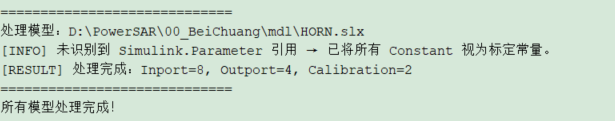 =============================
处理模型：D:\PowerSAR\00_BeiChuang\mdl\HORN.slx
[INFO] 未识别到 Simulink.Parameter 引用 → 已将所有 Constant 视为标定常量。
[RESULT] 处理完成：Inport=8, Outport=4, Calibration=2
=============================
所有模型处理完成！